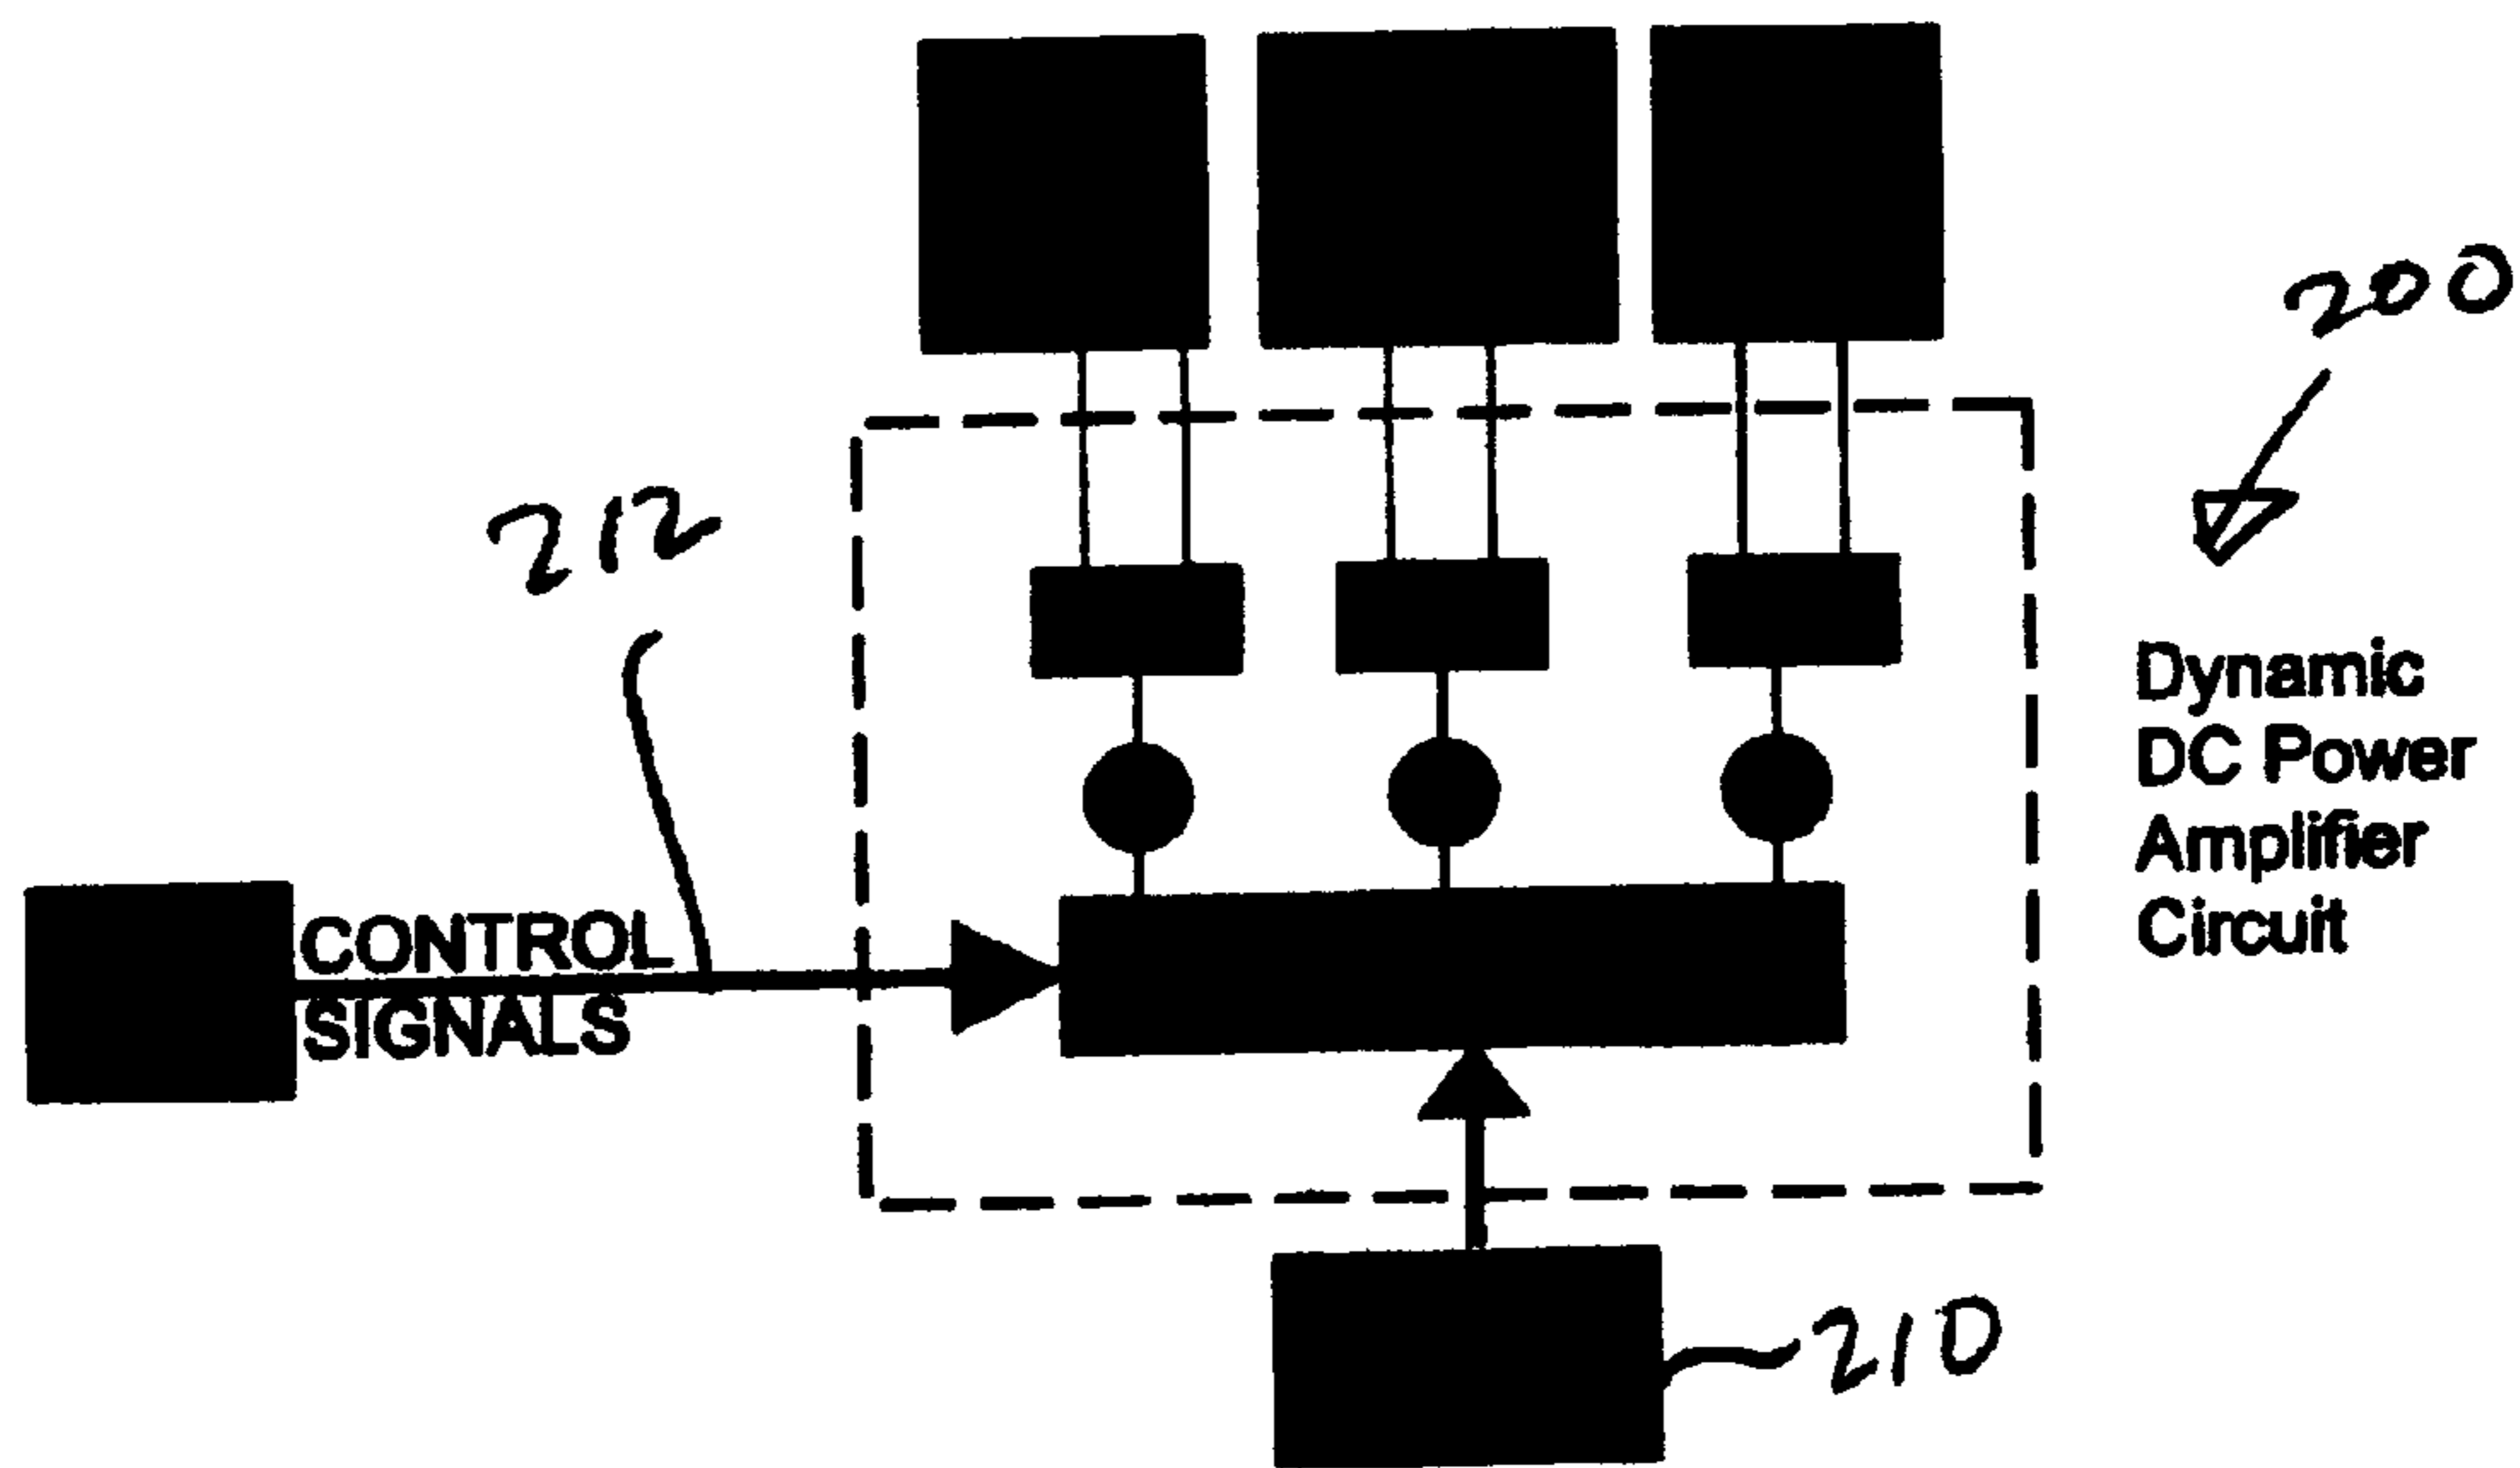 200
212
Dynamic
DC Power
Amplifier
Circuit
CONTROL
SIGNALS
210